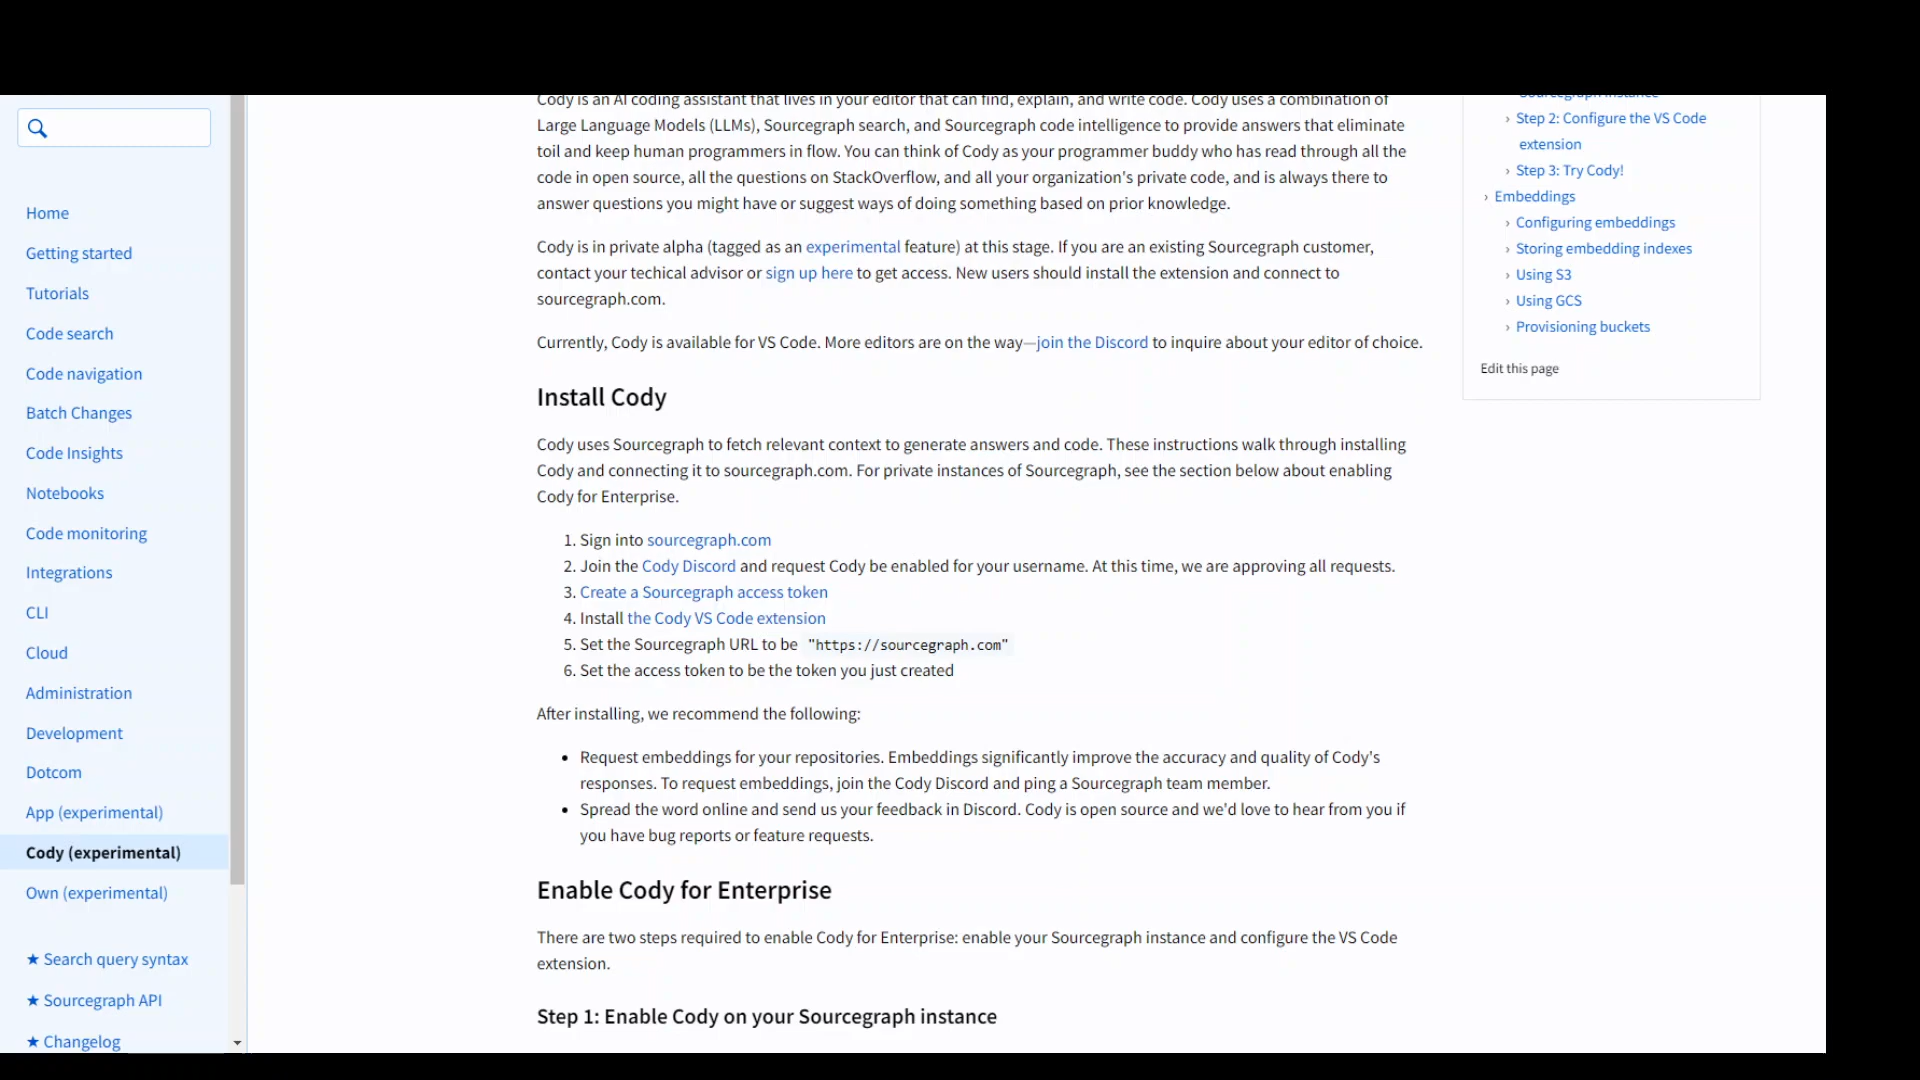 Home
Getting started
Tutorials
Code search
Code navigation
Batch Changes
Code Insights
Notebooks
Code monitoring
Integrations
CLI
Cloud
Administration
Development
Dotcom
App (experimental)
Cody (experimental)
Own (experimental)
★ Search query syntax
★ Sourcegraph API
★ Changelog
Cody is an AI coding assistant that lives in your editor that can find, explain, and write code. Cody uses a combination of
Large Language Models (LLMs), Sourcegraph search, and Sourcegraph code intelligence to provide answers that eliminate
toil and keep human programmers in flow. You can think of Cody as your programmer buddy who has read through all the
code in open source, all the questions on StackOverflow, and all your organization's private code, and is always there to
answer questions you might have or suggest ways of doing something based on prior knowledge.
Cody is in private alpha (tagged as an experimental feature) at this stage. If you are an existing Sourcegraph customer,
contact your techical advisor or sign up here to get access. New users should install the extension and connect to
sourcegraph.com.
Currently, Cody is available for VS Code. More editors are on the way—join the Discord to inquire about your editor of choice.
Install Cody
Cody uses Sourcegraph to fetch relevant context to generate answers and code. These instructions walk through installing
Cody and connecting it to sourcegraph.com. For private instances of Sourcegraph, see the section below about enabling
Cody for Enterprise.
1. Sign into sourcegraph.com
2. Join the Cody Discord and request Cody be enabled for your username. At this time, we are approving all requests.
3. Create a Sourcegraph access token
4. Install the Cody VS Code extension
5. Set the Sourcegraph URL to be "https://sourcegraph.com"
6. Set the access token to be the token you just created
After installing, we recommend the following:
• Request embeddings for your repositories. Embeddings significantly improve the accuracy and quality of Cody's
responses. To request embeddings, join the Cody Discord and ping a Sourcegraph team member.
• Spread the word online and send us your feedback in Discord. Cody is open source and we'd love to hear from you if
you have bug reports or feature requests.
Enable Cody for Enterprise
There are two steps required to enable Cody for Enterprise: enable your Sourcegraph instance and configure the VS Code
extension.
Step 1: Enable Cody on your Sourcegraph instance
Sourcegraph instance
› Step 2: Configure the VS Code
extension
› Step 3: Try Cody!
› Embeddings
› Configuring embeddings
› Storing embedding indexes
› Using S3
› Using GCS
› Provisioning buckets
Edit this page